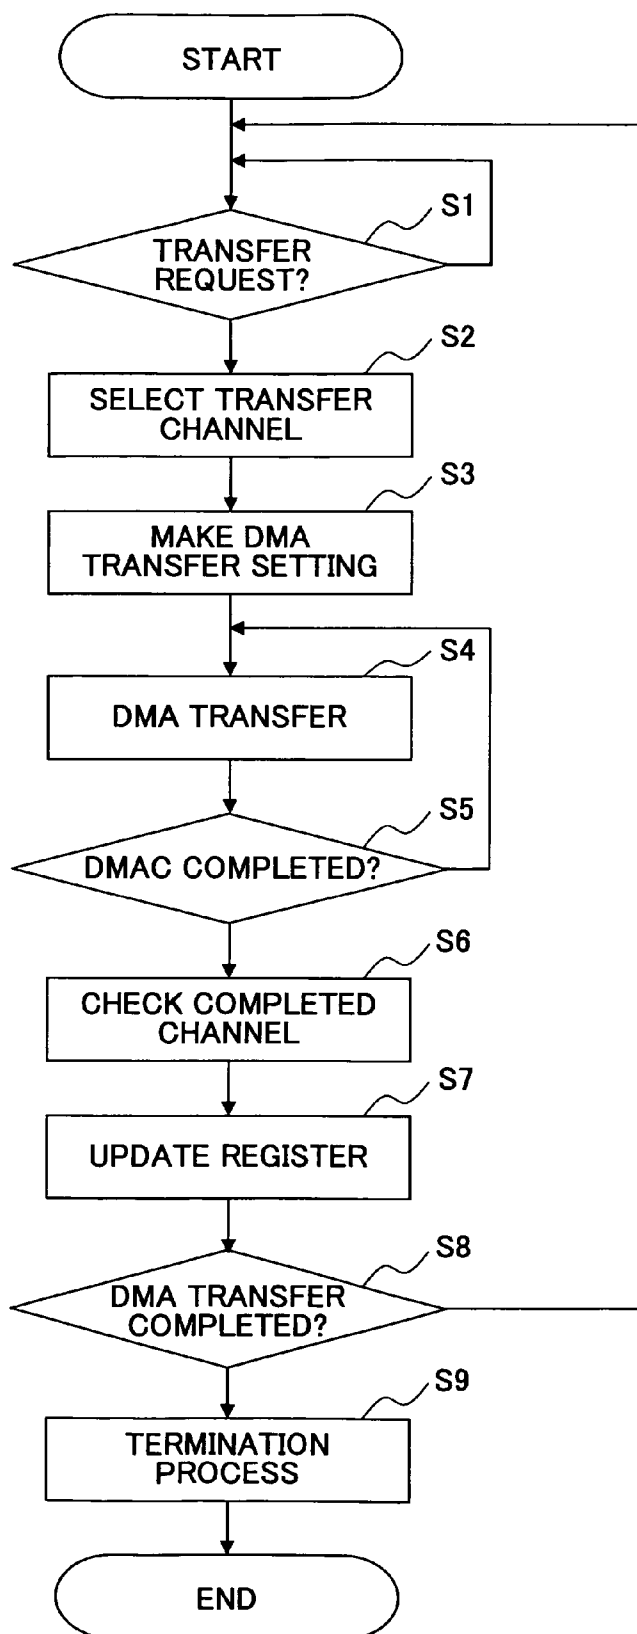 START
S1
TRANSFER
REQUEST?
S2
SELECT TRANSFER
CHANNEL
S3
MAKE DMA
TRANSFER SETTING
S4
DMA TRANSFER
S5
DMAC COMPLETED?
S6
CHECK COMPLETED
CHANNEL
S7
UPDATE REGISTER
S8
DMA TRANSFER
COMPLETED?
S9
TERMINATION
PROCESS
END